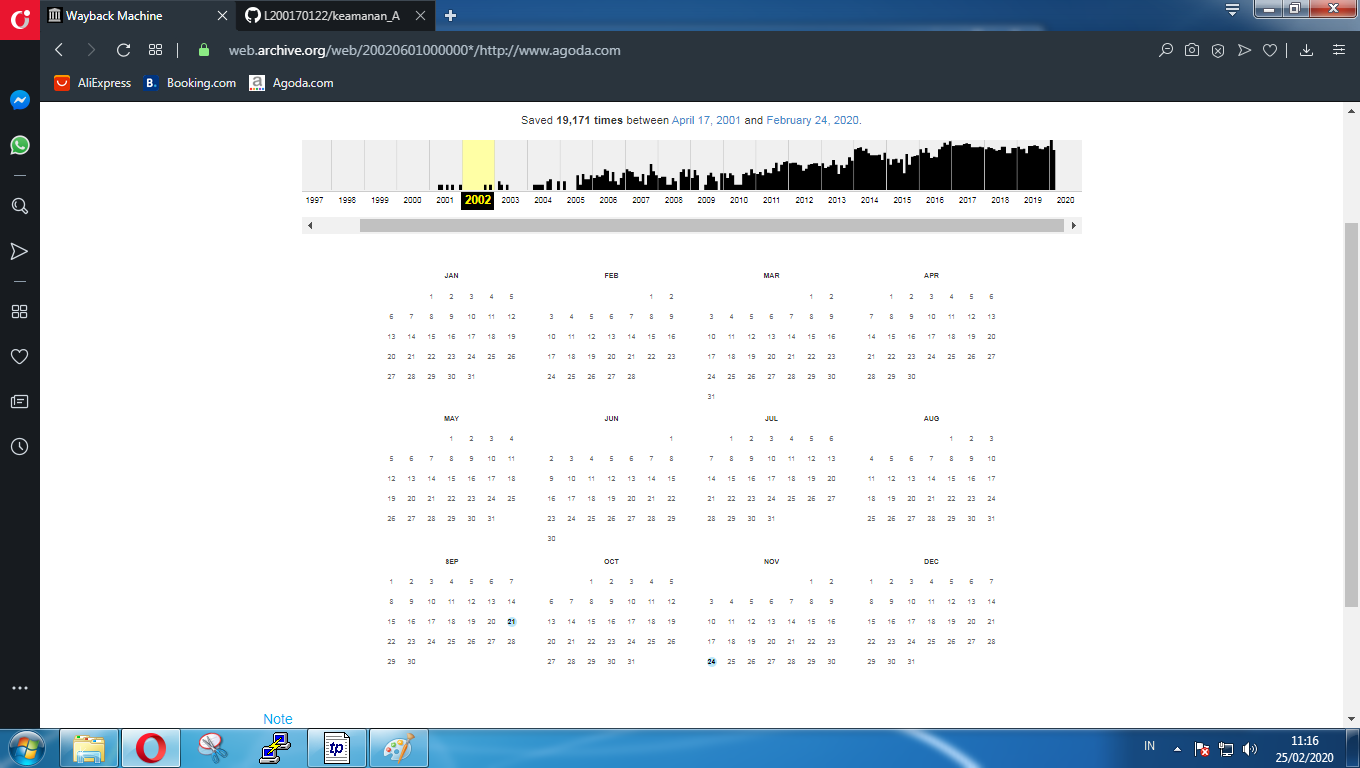 Wayback Machine
L200170122/keamanan_A
web.archive.org/web/20020601000000*/http://www.agoda.com
AliExpress B. Booking.com a Agoda.com
Saved 19,171 times between April 17, 2001 and February 24, 2020.
1997 1998 1999 2000 2001 2002 2003 2004 2005 2006 2007 2008 2009 2010 2011 2012 2013 2014 2015 2016 2017 2018 2019 2020
JAN FEB MAR APR
1 2 3 4 5 1 2 1 2 1 2 3 4 5 6
6 7 8 9 10 11 12 3 4 5 6 7 8 9 3 4 5 6 7 8 9 7 8 9 10 11 12 13
13 14 15 16 17 18 19 10 11 12 13 14 15 16 10 11 12 13 14 15 16 14 15 16 17 18 19 20
20 21 22 23 24 25 26 17 18 19 20 21 22 23 17 18 19 20 21 22 23 21 22 23 24 25 26 27
27 28 29 30 31 24 25 26 27 28 24 25 26 27 28 29 30 28 29 30
31
MAY JUN JUL AUG
1 2 3 4 1 1 2 3 4 5 6 1 2 3
5 6 7 8 9 10 11 2 3 4 5 6 7 8 7 8 9 10 11 12 13 4 5 6 7 8 9 10
12 13 14 15 16 17 18 9 10 11 12 13 14 15 14 15 16 17 18 19 20 11 12 13 14 15 16 17
19 20 21 22 23 24 25 16 17 18 19 20 21 22 21 22 23 24 25 26 27 18 19 20 21 22 23 24
26 27 28 29 30 31 23 24 25 26 27 28 29 28 29 30 31 25 26 27 28 29 30 31
30
SEP OCT NOV DEC
1 2 3 4 5 6 7 1 2 3 4 5 1 2 1 2 3 4 5 6 7
8 9 10 11 12 13 14 6 7 8 9 10 11 12 3 4 5 6 7 8 9 8 9 10 11 12 13 14
15 16 17 18 19 20 21 13 14 15 16 17 18 19 10 11 12 13 14 15 16 15 16 17 18 19 20 21
22 23 24 25 26 27 28 20 21 22 23 24 25 26 17 18 19 20 21 22 23 22 23 24 25 26 27 28
29 30 27 28 29 30 31 24 25 26 27 28 29 30 29 30 31
Note
tp
IN
11:16
25/02/2020